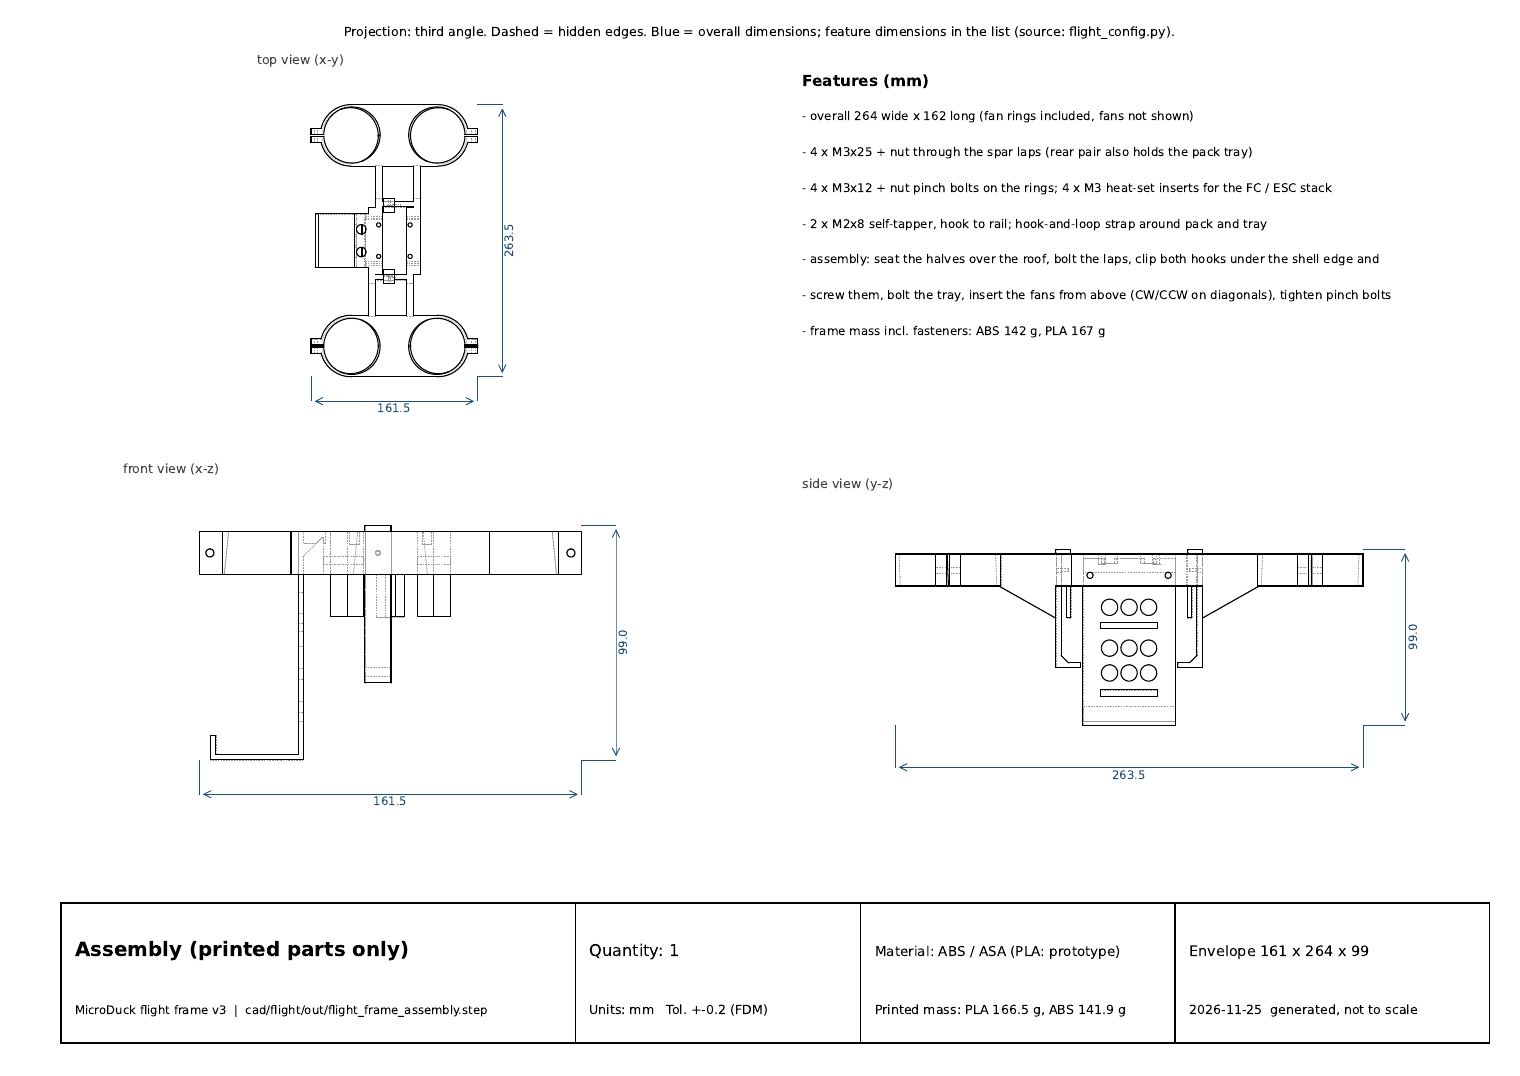 Projection: third angle. Dashed = hidden edges. Blue = overall dimensions; feature dimensions in the list (source: flight_config.py).
top view (x-y)
263.5
161.5
Features (mm)
- overall 264 wide x 162 long (fan rings included, fans not shown)
- 4 x M3x25 + nut through the spar laps (rear pair also holds the pack tray)
- 4 x M3x12 + nut pinch bolts on the rings; 4 x M3 heat-set inserts for the FC / ESC stack
- 2 x M2x8 self-tapper, hook to rail; hook-and-loop strap around pack and tray
- assembly: seat the halves over the roof, bolt the laps, clip both hooks under the shell edge and
- screw them, bolt the tray, insert the fans from above (CW/CCW on diagonals), tighten pinch bolts
- frame mass incl. fasteners: ABS 142 g, PLA 167 g
front view (x-z)
99.0
161.5
side view (y-z)
99.0
263.5
Assembly (printed parts only)
MicroDuck flight frame v3 | cad/flight/out/flight_frame_assembly.step
Quantity: 1
Units: mm Tol. +-0.2 (FDM)
Material: ABS / ASA (PLA: prototype)
Printed mass: PLA 166.5 g, ABS 141.9 g
Envelope 161 x 264 x 99
2026-11-25 generated, not to scale